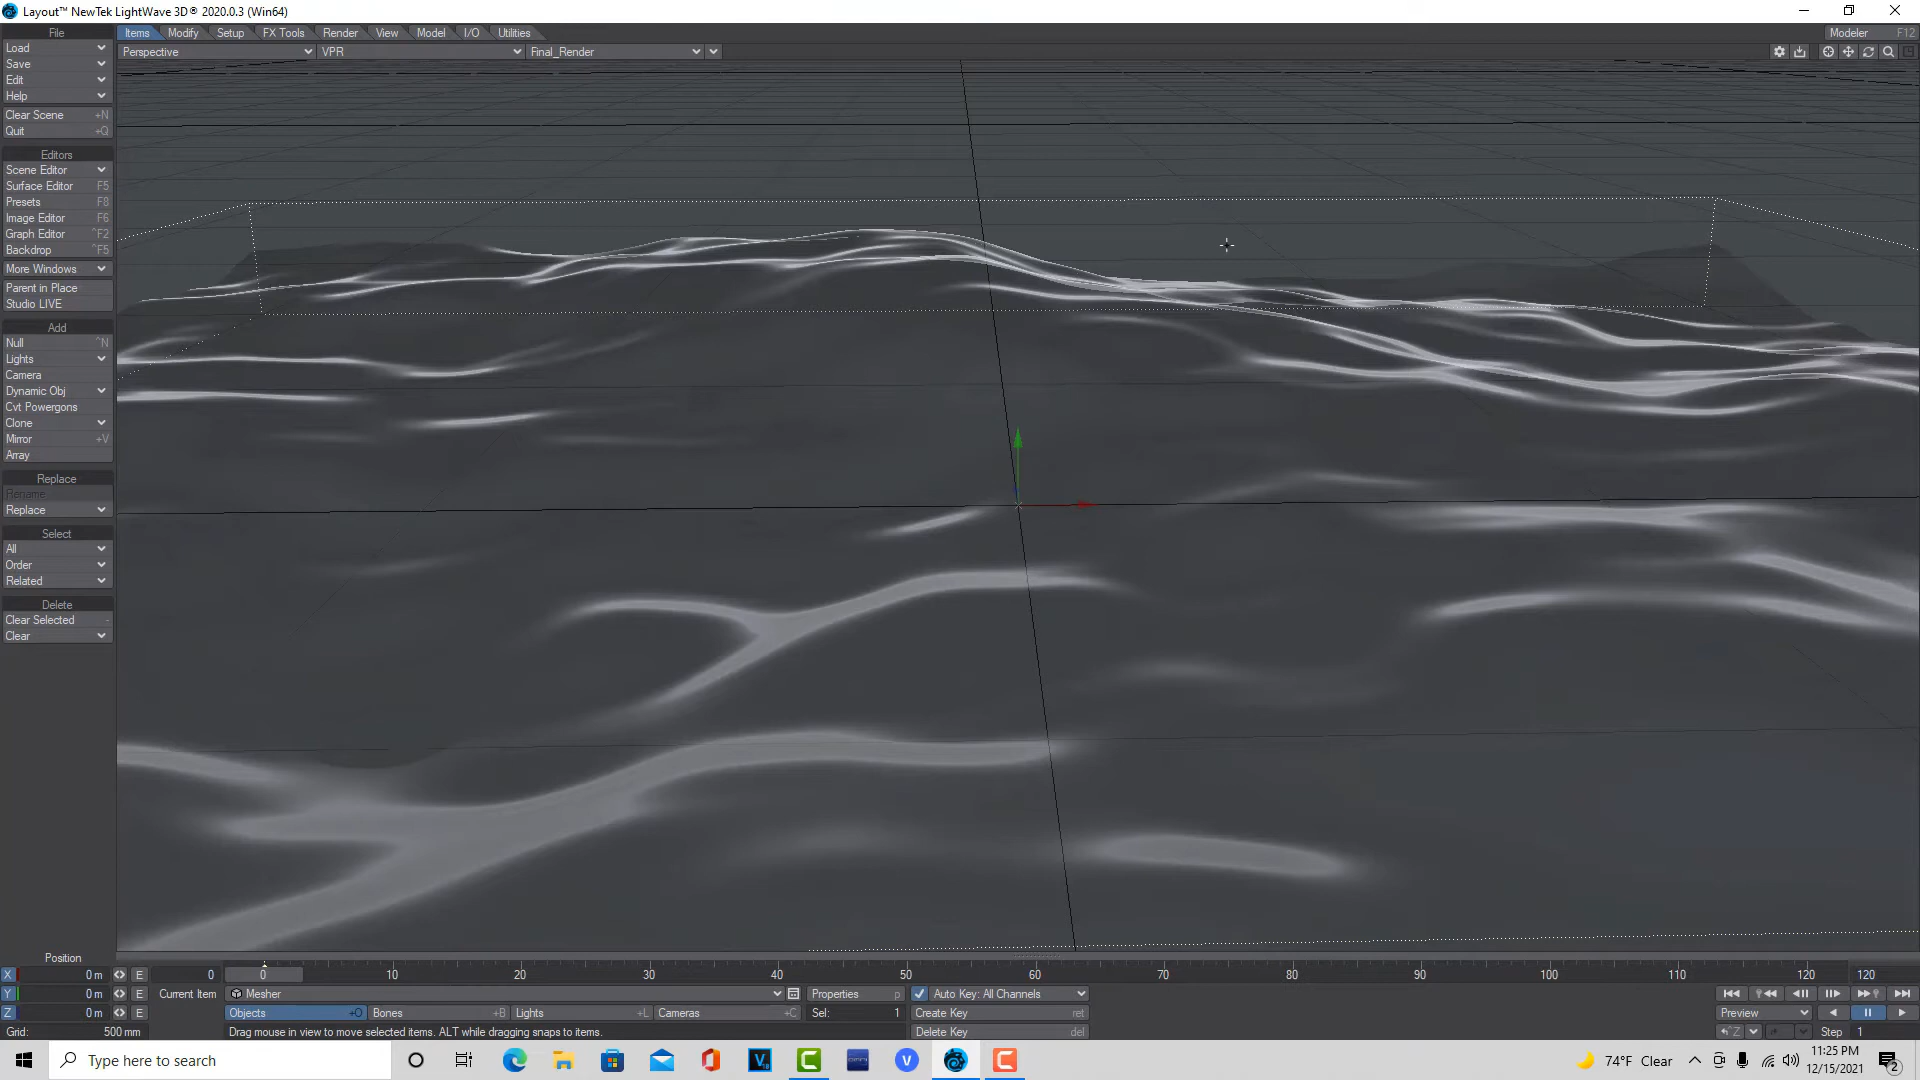 Layout™ NewTek LightWave 3D® 2020.0.3 (Win64)
File Items Modify Setup FX Tools Render View Model I/O Utilities Modeler F12
Load Perspective VPR Final_Render
Save
Edit
Help
Clear Scene +N
Quit +Q
Editors
Scene Editor
Surface Editor F5
Presets F8
Image Editor F6
Graph Editor ^F2
Backdrop ^F5
More Windows
Parent in Place
Studio LIVE
Add
Null ^N
Lights
Camera
Dynamic Obj
Cvt Powergons
Clone
Mirror +V
Array
Replace
Rename
Replace
Select
All
Order
Related
Delete
Clear Selected -
Clear
Position
X 0 m E 0 0 10 20 30 40 50 60 70 80 90 100 110 120 120
Y 0 m E Current Item Mesher Properties p Auto Key: All Channels
Z 0 m E Objects +O Bones +B Lights +L Cameras +C Sel: 1 Create Key ret Preview
Grid: 500 mm Drag mouse in view to move selected items. ALT while dragging snaps to items. Delete Key del ^Z Step 1
Type here to search 74°F Clear 11:25 PM
12/15/2021 2